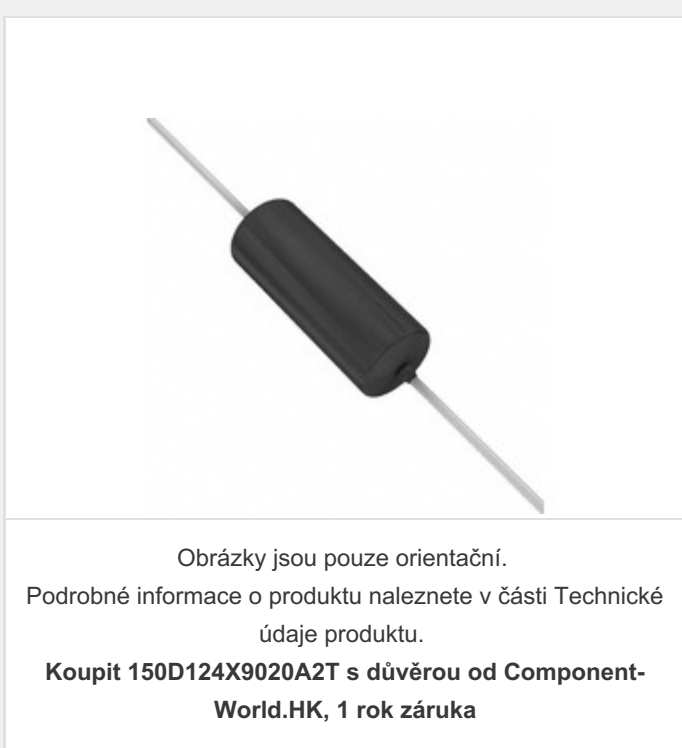 Obrázky jsou pouze orientační.
Podrobné informace o produktu naleznete v části Technické
údaje produktu.
Koupit 150D124X9020A2T s důvěrou od Component-
World.HK, 1 rok záruka